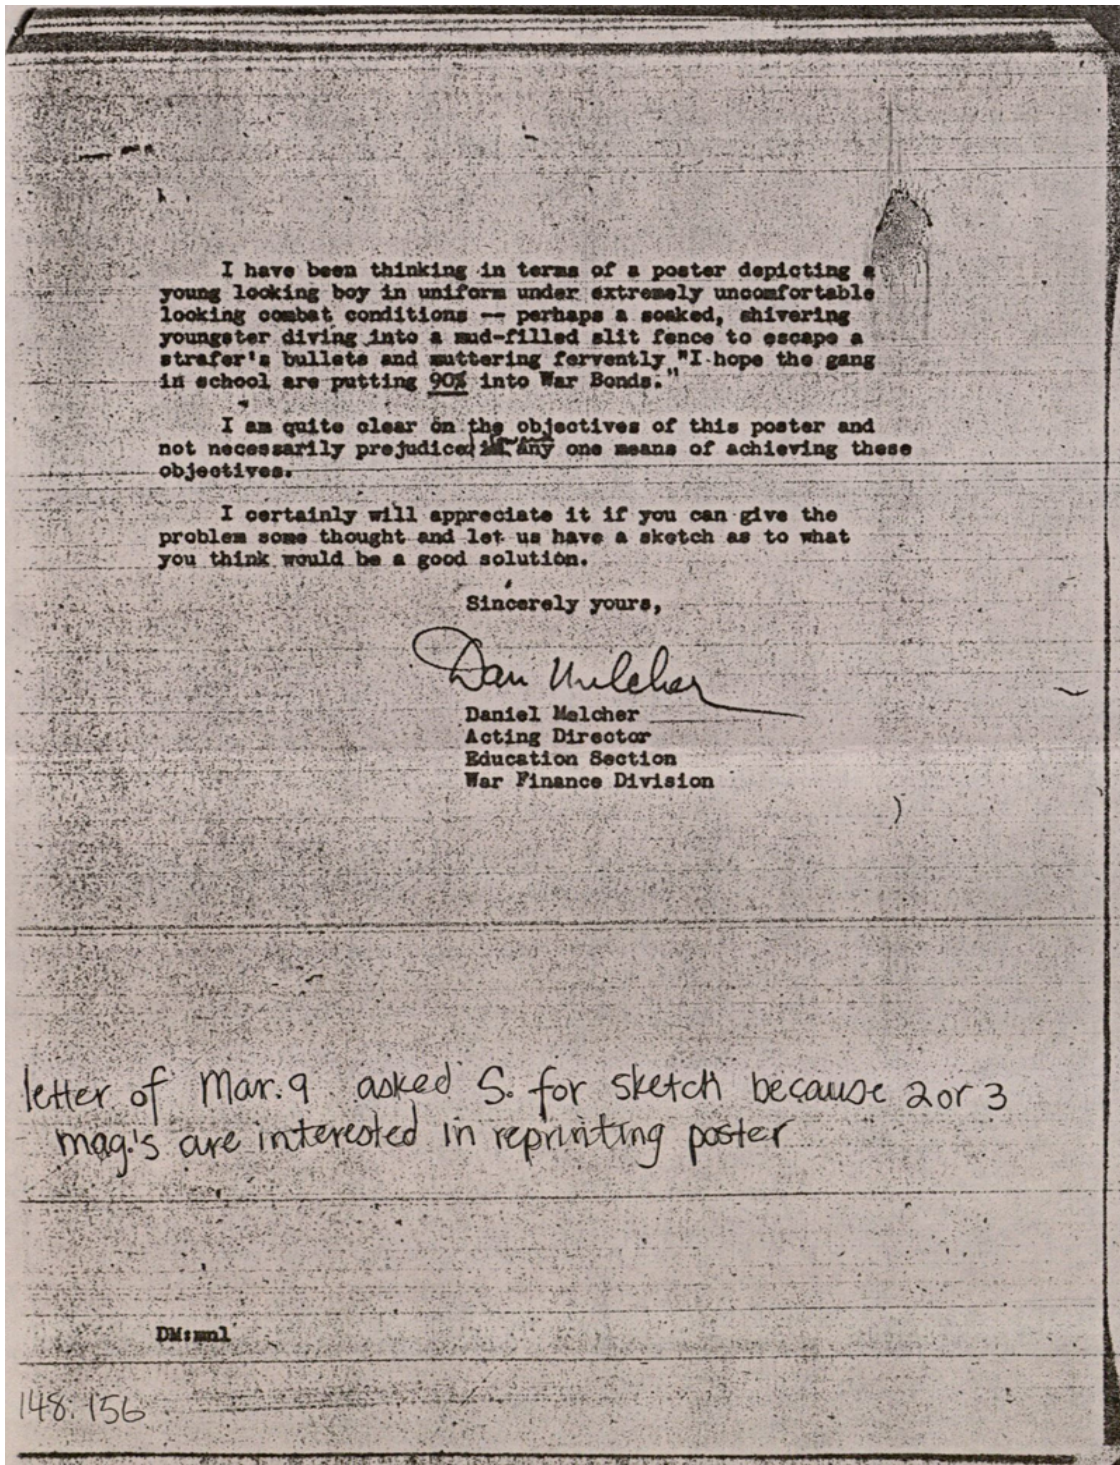 I have been thinking in terms of a poster depicting a
young looking boy in uniform under extremely uncomfortable
looking combat conditions -- perhaps a soaked, shivering
youngster diving into a mud-filled slit fence to escape a
strafer's bullets and muttering fervently "I hope the gang
in school are putting 90% into War Bonds."
I am quite clear on the objectives of this poster and
not necessarily prejudiced any one means of achieving these
objectives.
I certainly will appreciate it if you can give the
problem some thought and let us have a sketch as to what
you think would be a good solution.
Sincerely yours,
Dan Melcher
Daniel Melcher
Acting Director
Education Section
War Finance Division
letter of Mar. 9 asked S. for sketch because 2 or 3
mag.'s are interested in reprinting poster
DM:mnl
148.156